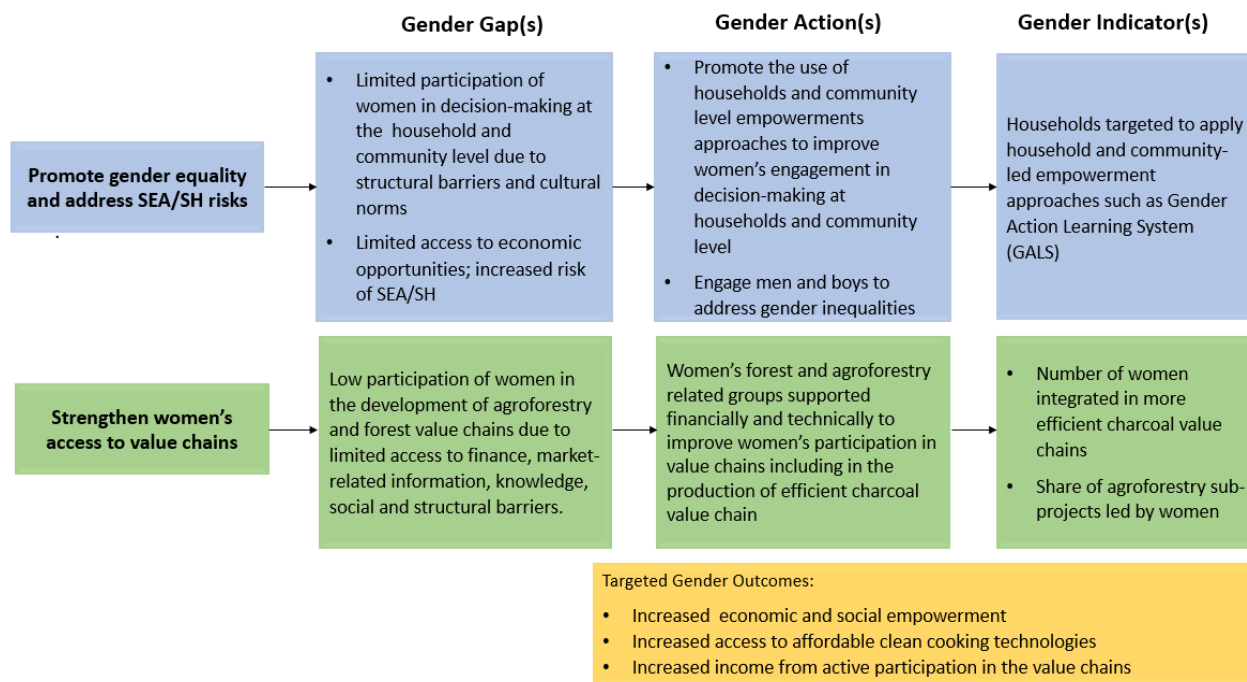 Gender Gap(s)
Gender Action(s)
Gender Indicator(s)
Promote gender equality
and address SEA/SH risks
.
• Limited participation of
women in decision-making at
the household and
community level due to
structural barriers and cultural
norms
• Limited access to economic
opportunities; increased risk
of SEA/SH
• Promote the use of
households and community
level empowerments
approaches to improve
women’s engagement in
decision-making at
households and community
level
• Engage men and boys to
address gender inequalities
Households targeted to apply
household and community-
led empowerment
approaches such as Gender
Action Learning System
(GALS)
Strengthen women’s
access to value chains
Low participation of women in
the development of agroforestry
and forest value chains due to
limited access to finance, market-
related information, knowledge,
social and structural barriers.
Women’s forest and agroforestry
related groups supported
financially and technically to
improve women’s participation in
value chains including in the
production of efficient charcoal
value chain
• Number of women
integrated in more
efficient charcoal value
chains
• Share of agroforestry sub-
projects led by women
Targeted Gender Outcomes:
• Increased economic and social empowerment
• Increased access to affordable clean cooking technologies
• Increased income from active participation in the value chains